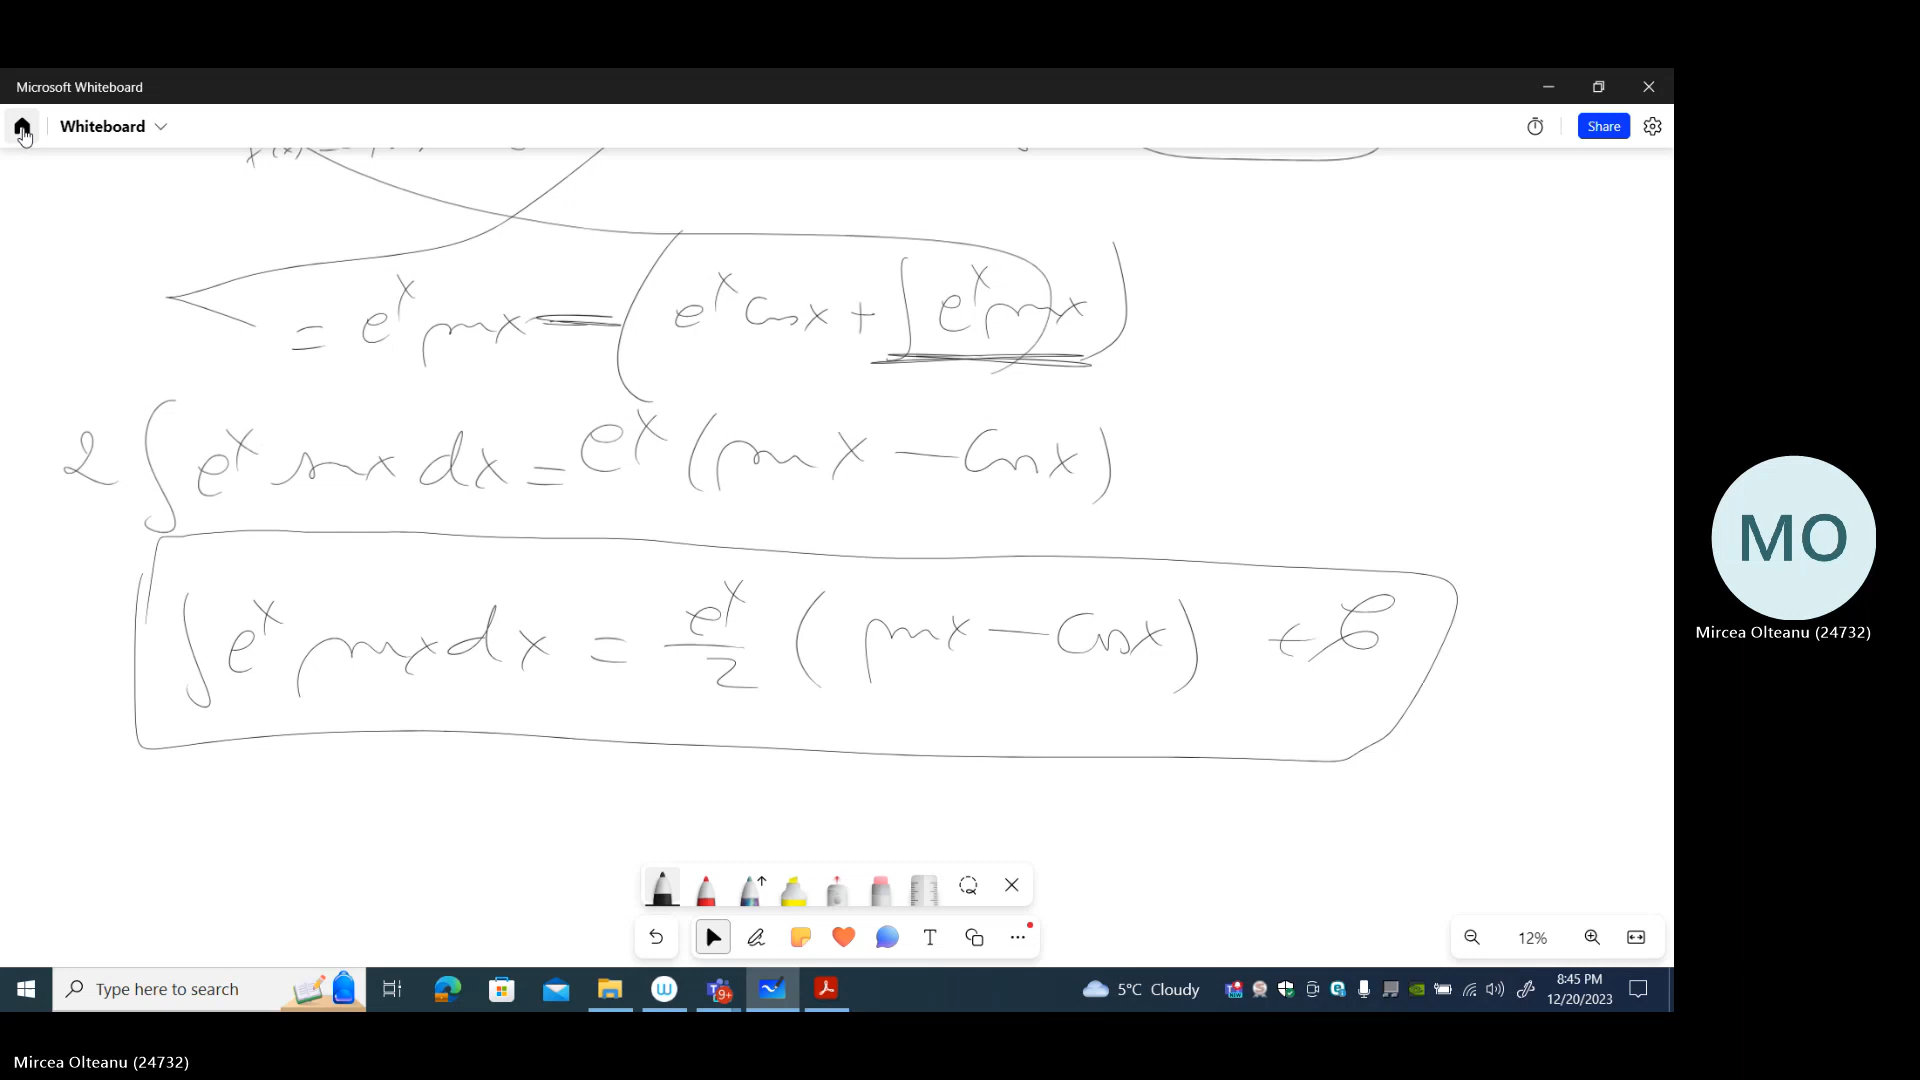 Microsoft Whiteboard
Whiteboard
Share
= e^x sin x - (e^x cos x + ∫ e^x sin x)
2 ∫ e^x sin x dx = e^x (sin x - cos x)
∫ e^x sin x dx = e^x/2 (sin x - cos x) + C
MO
Mircea Olteanu (24732)
12%
Type here to search
9+
5°C Cloudy
8:45 PM
12/20/2023
Mircea Olteanu (24732)